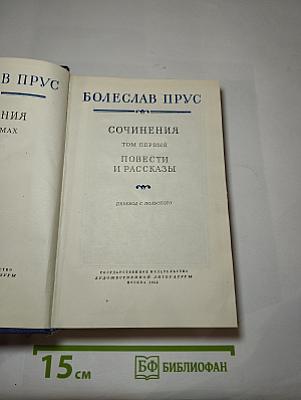 В ПРУС
ЕНИЯ
МАХ
БОЛЕСЛАВ ПРУС
СОЧИНЕНИЯ
ТОМ ПЕРВЫЙ
ПОВЕСТИ
И РАССКАЗЫ
ПЕРЕВОД С ПОЛЬСКОГО
ГОСУДАРСТВЕННОЕ ИЗДАТЕЛЬСТВО
ХУДОЖЕСТВЕННОЙ ЛИТЕРАТУРЫ
МОСКВА
15 см
БФ БИБЛИОФАН